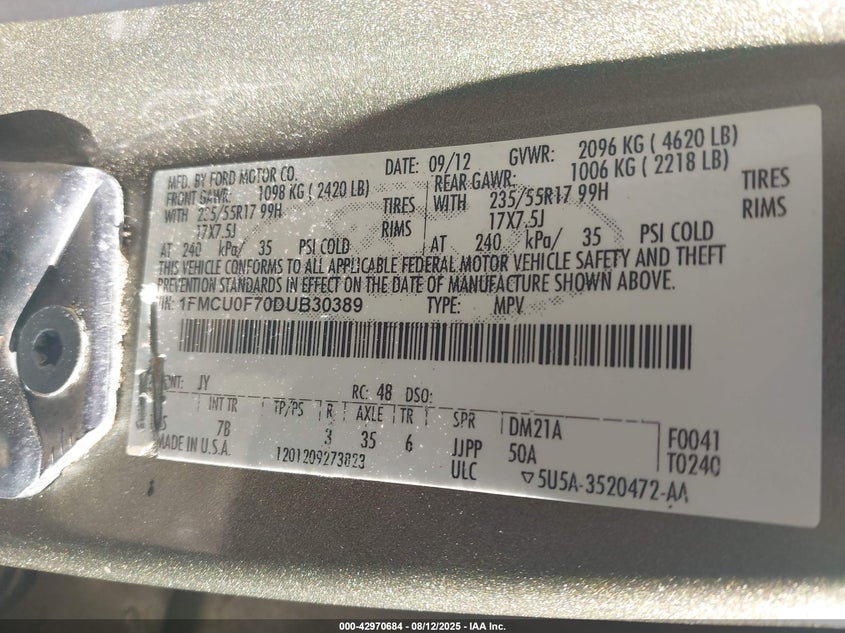 MFD. BY FORD MOTOR CO. DATE: 09/12 GVWR: 2096 KG ( 4620 LB)
FRONT GAWR: 1098 KG ( 2420 LB) REAR GAWR: 1006 KG ( 2218 LB)
WITH 235/55R17 99H TIRES WITH 235/55R17 99H TIRES
17X7.5J RIMS 17X7.5J RIMS
AT 240 kPa/ 35 PSI COLD AT 240 kPa/ 35 PSI COLD
THIS VEHICLE CONFORMS TO ALL APPLICABLE FEDERAL MOTOR VEHICLE SAFETY AND THEFT
PREVENTION STANDARDS IN EFFECT ON THE DATE OF MANUFACTURE SHOWN ABOVE.
VIN: 1FMCU0F70DUB30389 TYPE: MPV
JY RC: 48 DSO:
INT TR TP/PS R AXLE TR SPR DM21A F0041
7B 3 35 6 JJPP 50A T0240
MADE IN U.S.A. 1201209273823 ULC ▽5U5A-3520472-AA
000-42970684 - 08/12/2025 - IAA Inc.